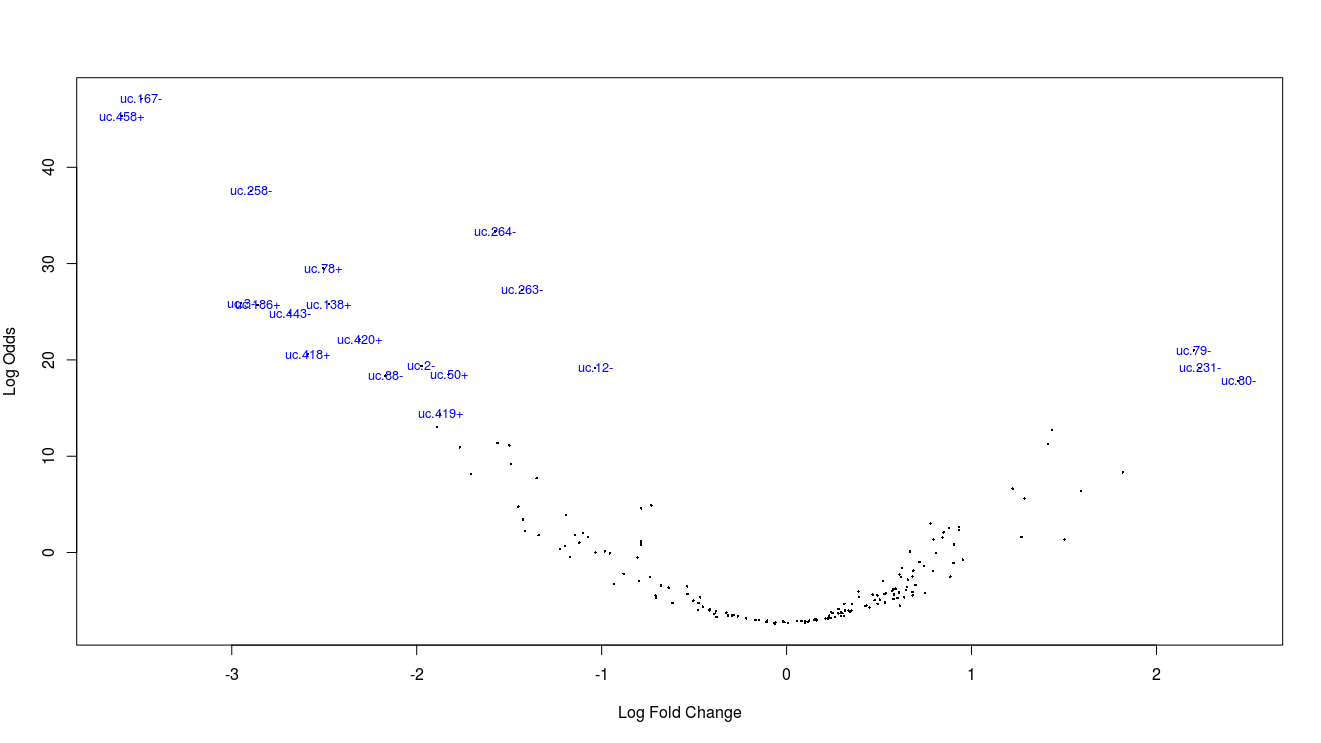 uc.167-
uc.458+
40
uc.258-
uc.264-
30
uc.78+
uc.263-
uc.186+
uc.138+
uc.443-
uc.420+
uc.79-
uc.418+
20
uc.2-
uc.12-
uc.231-
uc.88-
uc.50+
uc.80-
uc.419+
10
0
Log Odds
-3
-2
-1
0
1
2
Log Fold Change